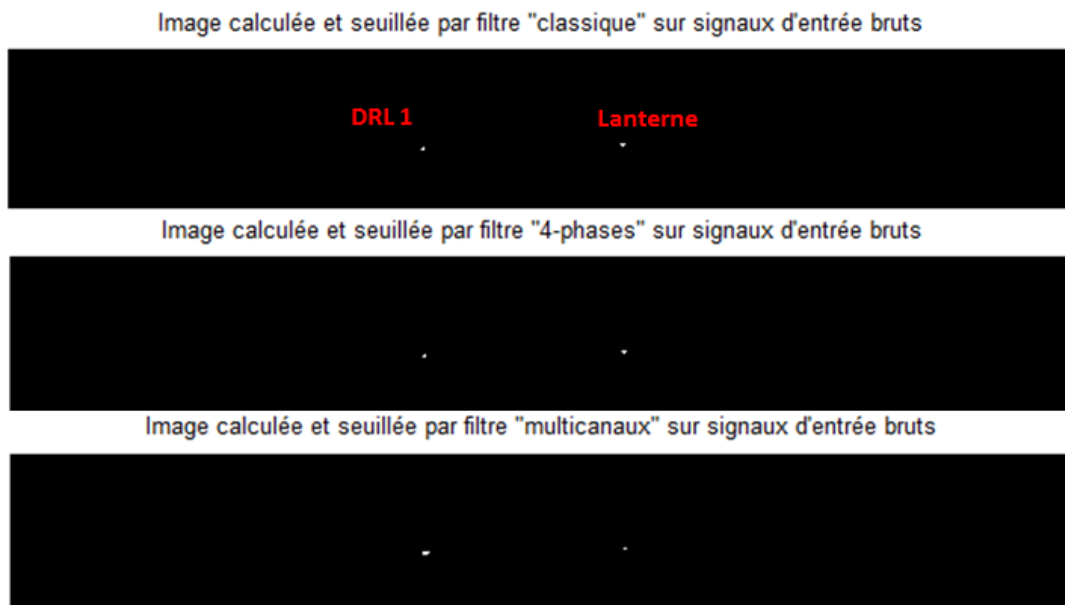 Image calculée et seuillée par filtre "classique" sur signaux d'entrée bruts
DRL 1 Lanterne
Image calculée et seuillée par filtre "4-phases" sur signaux d'entrée bruts
Image calculée et seuillée par filtre "multicanaux" sur signaux d'entrée bruts